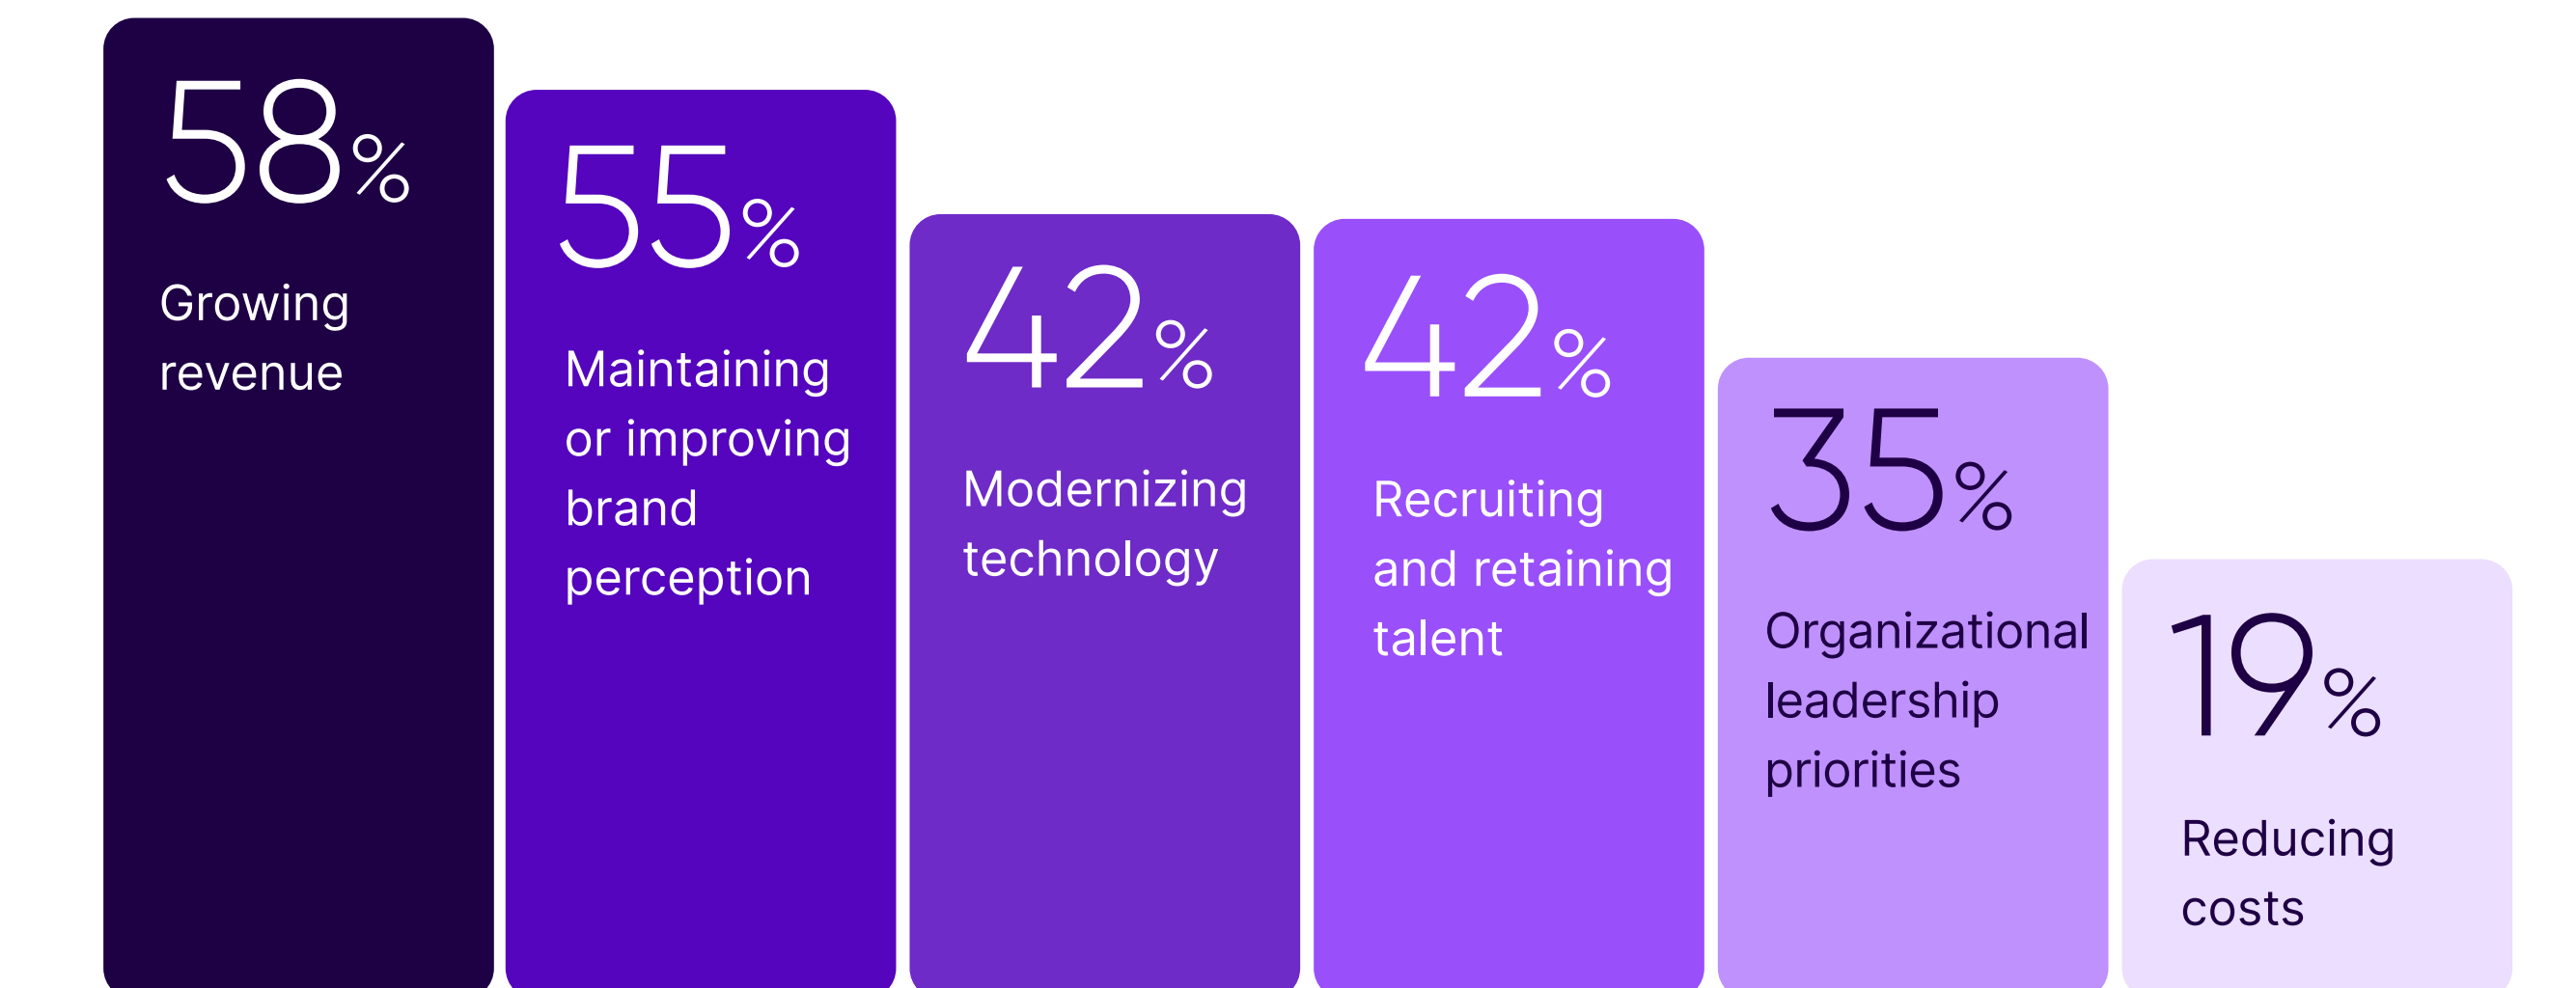 58%
Growing
revenue
55%
Maintaining
or improving
brand
perception
42%
Modernizing
technology
42%
Recruiting
and retaining
talent
35%
Organizational
leadership
priorities
19%
Reducing
costs